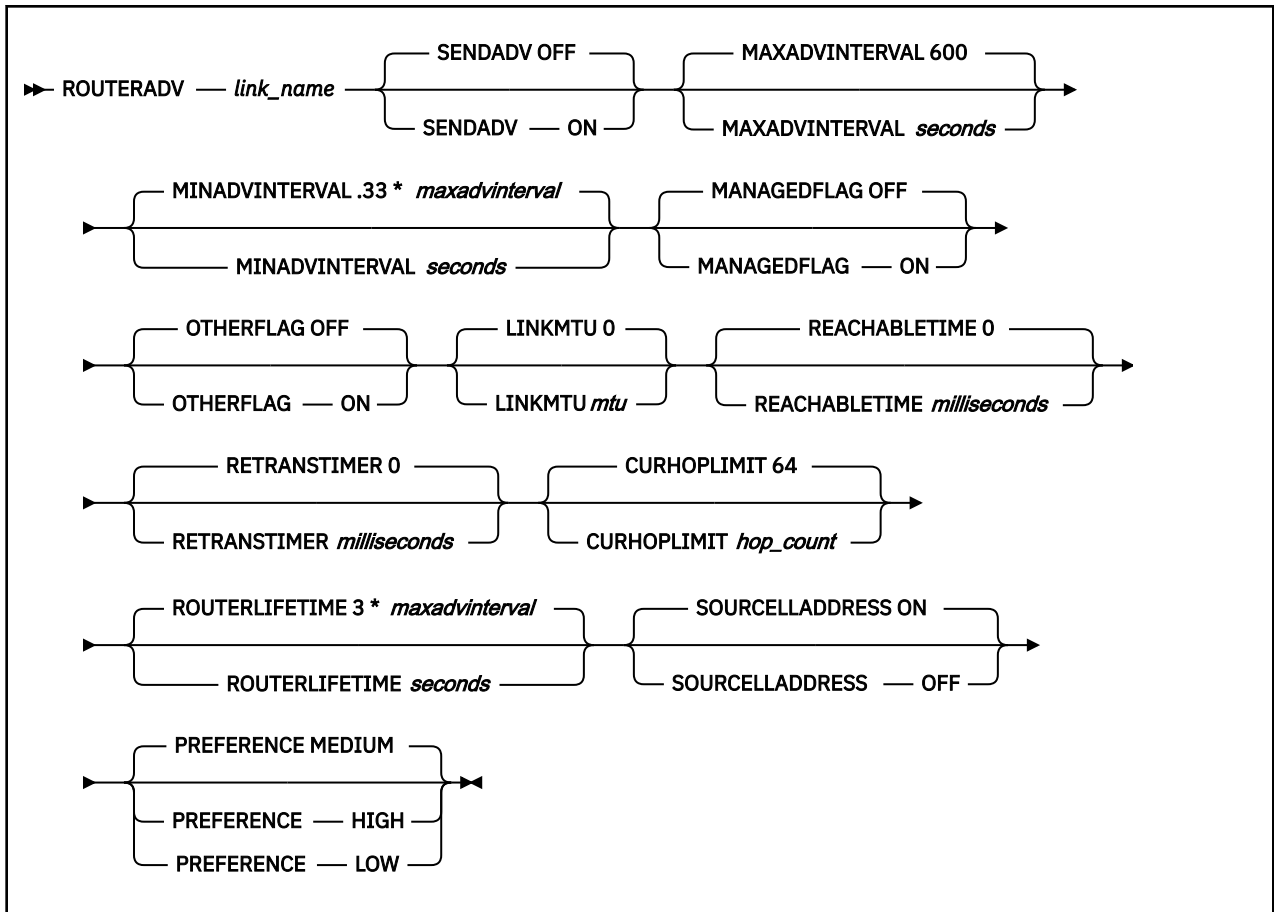 SENDADV OFF MAXADVINTERVAL 600
ROUTERADV link_name
SENDADV ON MAXADVINTERVAL seconds
MINADVINTERVAL .33 * maxadvinterval MANAGEDFLAG OFF
MINADVINTERVAL seconds MANAGEDFLAG ON
OTHERFLAG OFF LINKMTU 0 REACHABLETIME 0
OTHERFLAG ON LINKMTU mtu REACHABLETIME milliseconds
RETRANSTIMER 0 CURHOPLIMIT 64
RETRANSTIMER milliseconds CURHOPLIMIT hop_count
ROUTERLIFETIME 3 * maxadvinterval SOURCELLADDRESS ON
ROUTERLIFETIME seconds SOURCELLADDRESS OFF
PREFERENCE MEDIUM
PREFERENCE HIGH
PREFERENCE LOW